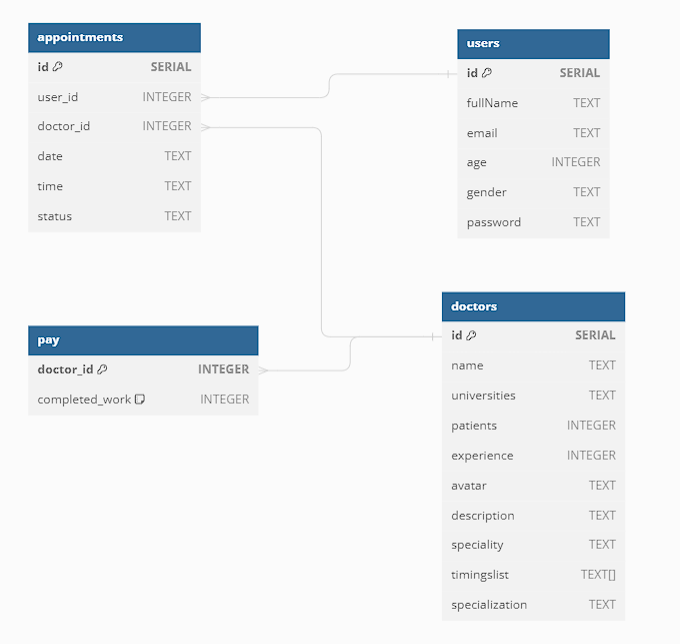 appointments
id SERIAL
user_id INTEGER
doctor_id INTEGER
date TEXT
time TEXT
status TEXT
users
id SERIAL
fullName TEXT
email TEXT
age INTEGER
gender TEXT
password TEXT
pay
doctor_id INTEGER
completed_work INTEGER
doctors
id SERIAL
name TEXT
universities TEXT
patients INTEGER
experience INTEGER
avatar TEXT
description TEXT
speciality TEXT
timingslist TEXT[]
specialization TEXT